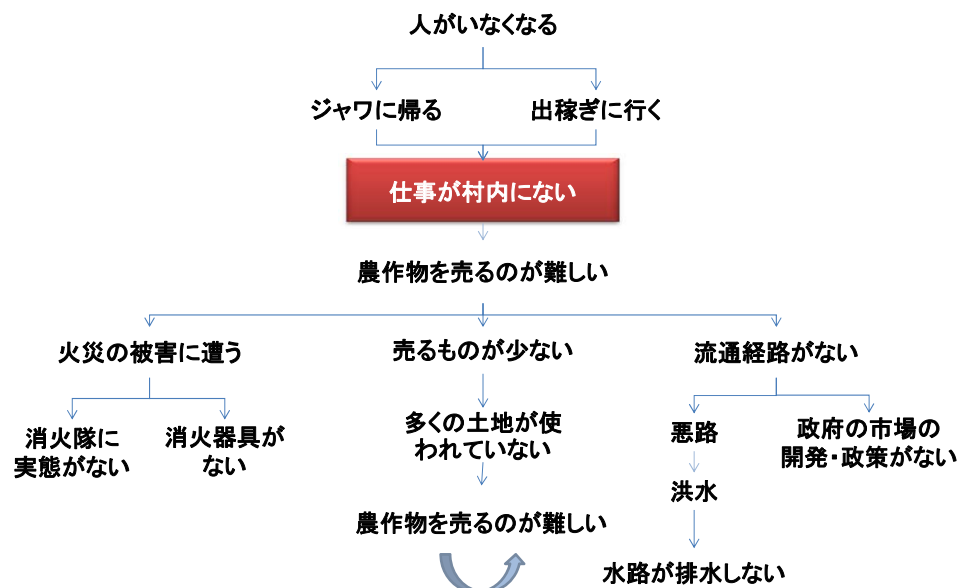 人がいなくなる
ジャワに帰る
出稼ぎに行く
仕事が村内にない
農作物を売るのが難しい
火災の被害に遭う
売るものが少ない
流通経路がない
消火隊に
実態がない
消火器具が
ない
多くの土地が使
われていない
悪路
政府の市場の
開発・政策がない
洪水
農作物を売るのが難しい
水路が排水しない